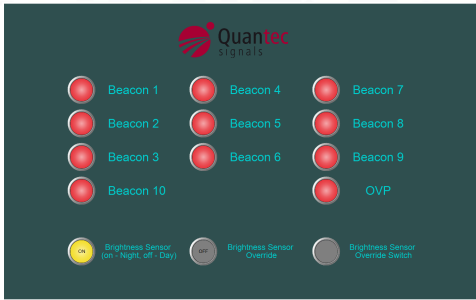 Quantec
signals
Beacon 1
Beacon 4
Beacon 7
Beacon 2
Beacon 5
Beacon 8
Beacon 3
Beacon 6
Beacon 9
Beacon 10
OVP
ON
Brightness Sensor
(on - Night, off - Day)
OFF
Brightness Sensor
Override
Brightness Sensor
Override Switch